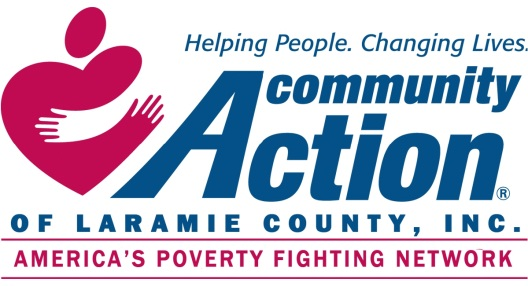 Helping People. Changing Lives.
community
Action®
OF LARAMIE COUNTY, INC.
AMERICA'S POVERTY FIGHTING NETWORK